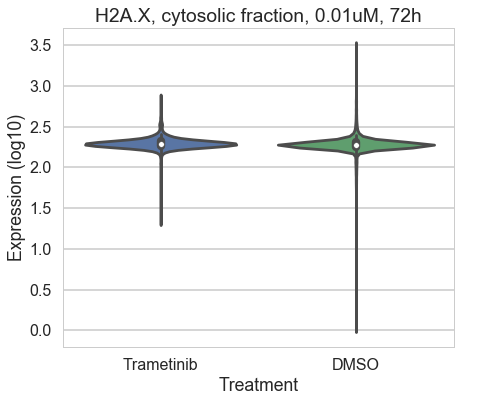 H2A.X, cytosolic fraction, 0.01uM, 72h
Expression (log10)
3.5
3.0
2.5
2.0
1.5
1.0
0.5
0.0
Trametinib
DMSO
Treatment